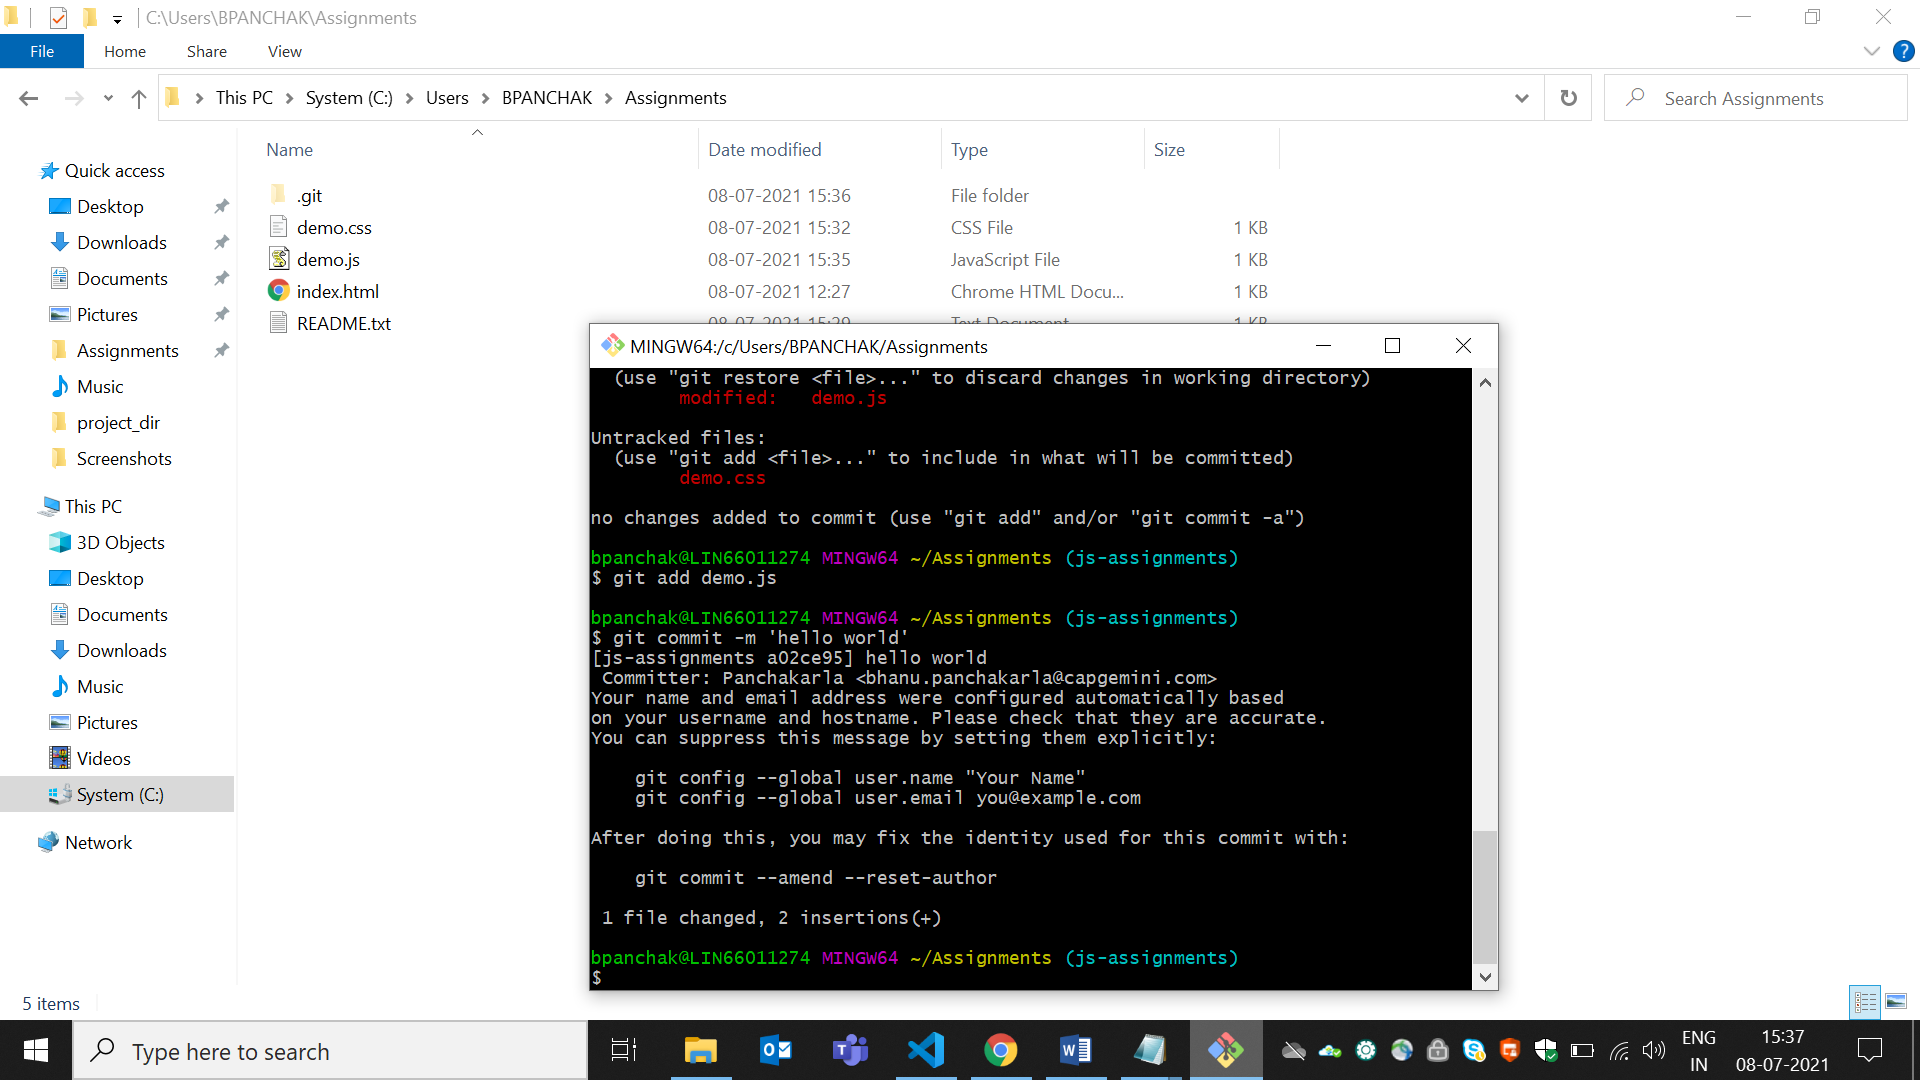 C:\Users\BPANCHAK\Assignments
File Home Share View
This PC System (C:) Users BPANCHAK Assignments
Search Assignments
Name Date modified Type Size
.git 08-07-2021 15:36 File folder
demo.css 08-07-2021 15:32 CSS File 1 KB
demo.js 08-07-2021 15:35 JavaScript File 1 KB
index.html 08-07-2021 12:27 Chrome HTML Docu... 1 KB
README.txt 08-07-2021 15:29 Text Document 1 KB
Quick access
Desktop
Downloads
Documents
Pictures
Assignments
Music
project_dir
Screenshots
This PC
3D Objects
Desktop
Documents
Downloads
Music
Pictures
Videos
System (C:)
Network
5 items
MINGW64:/c/Users/BPANCHAK/Assignments
(use "git restore <file>..." to discard changes in working directory)
modified:   demo.js
Untracked files:
(use "git add <file>..." to include in what will be committed)
demo.css
no changes added to commit (use "git add" and/or "git commit -a")
bpanchak@LIN66011274 MINGW64 ~/Assignments (js-assignments)
$ git add demo.js
bpanchak@LIN66011274 MINGW64 ~/Assignments (js-assignments)
$ git commit -m 'hello world'
[js-assignments a02ce95] hello world
Committer: Panchakarla <bhanu.panchakarla@capgemini.com>
Your name and email address were configured automatically based
on your username and hostname. Please check that they are accurate.
You can suppress this message by setting them explicitly:
git config --global user.name "Your Name"
git config --global user.email you@example.com
After doing this, you may fix the identity used for this commit with:
git commit --amend --reset-author
1 file changed, 2 insertions(+)
bpanchak@LIN66011274 MINGW64 ~/Assignments (js-assignments)
$
Type here to search
ENG
IN
15:37
08-07-2021